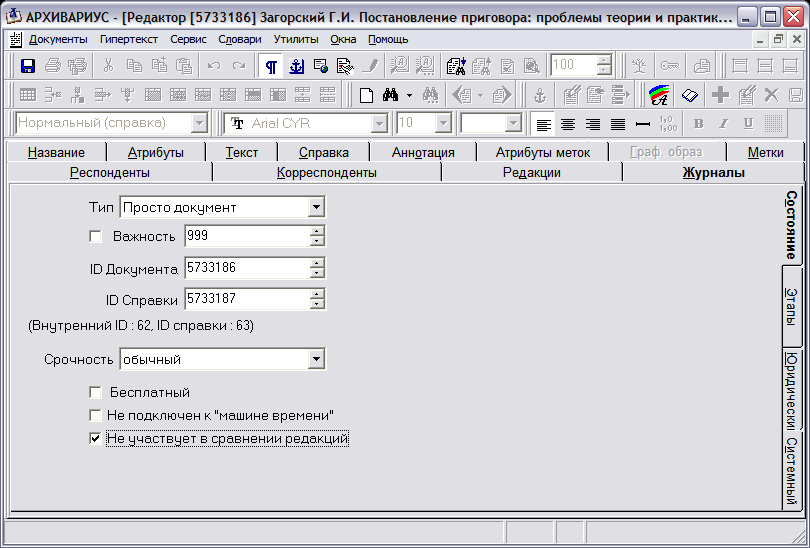 АРХИВАРИУС - [Редактор [5733186] Загорский Г.И. Постановление приговора: проблемы теории и практик...
Документы Гипертекст Сервис Словари Утилиты Окна Помощь
100
Нормальный (справка) Arial CYR 10 B I U
Название Атрибуты Текст Справка Аннотация Атрибуты меток Граф. образ Метки
Респонденты Корреспонденты Редакции Журналы
Тип Просто документ
Важность 999
ID Документа 5733186
ID Справки 5733187
(Внутренний ID : 62, ID справки : 63)
Срочность обычный
Бесплатный
Не подключен к "машине времени"
Не участвует в сравнении редакций
Состояние
Этапы
Юридически
Системный